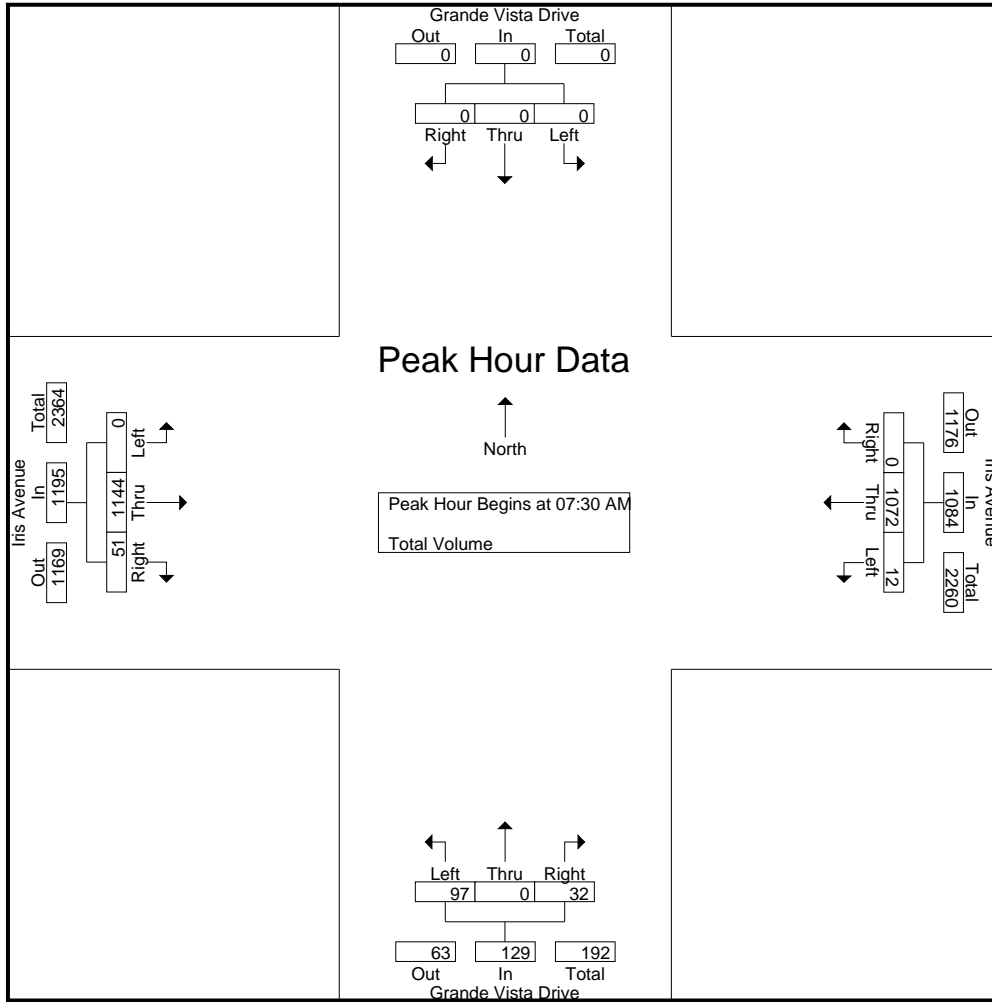 Grande Vista Drive
Out In Total
0 0 0
0 0 0
Right Thru Left
Peak Hour Data
North
Peak Hour Begins at 07:30 AM
Total Volume
Iris Avenue
Out In Total
1169 1195 2364
51 1144 0
Right Thru Left
Iris Avenue
Out In Total
1176 1084 2260
0 1072 12
Right Thru Left
Left Thru Right
97 0 32
63 129 192
Out In Total
Grande Vista Drive